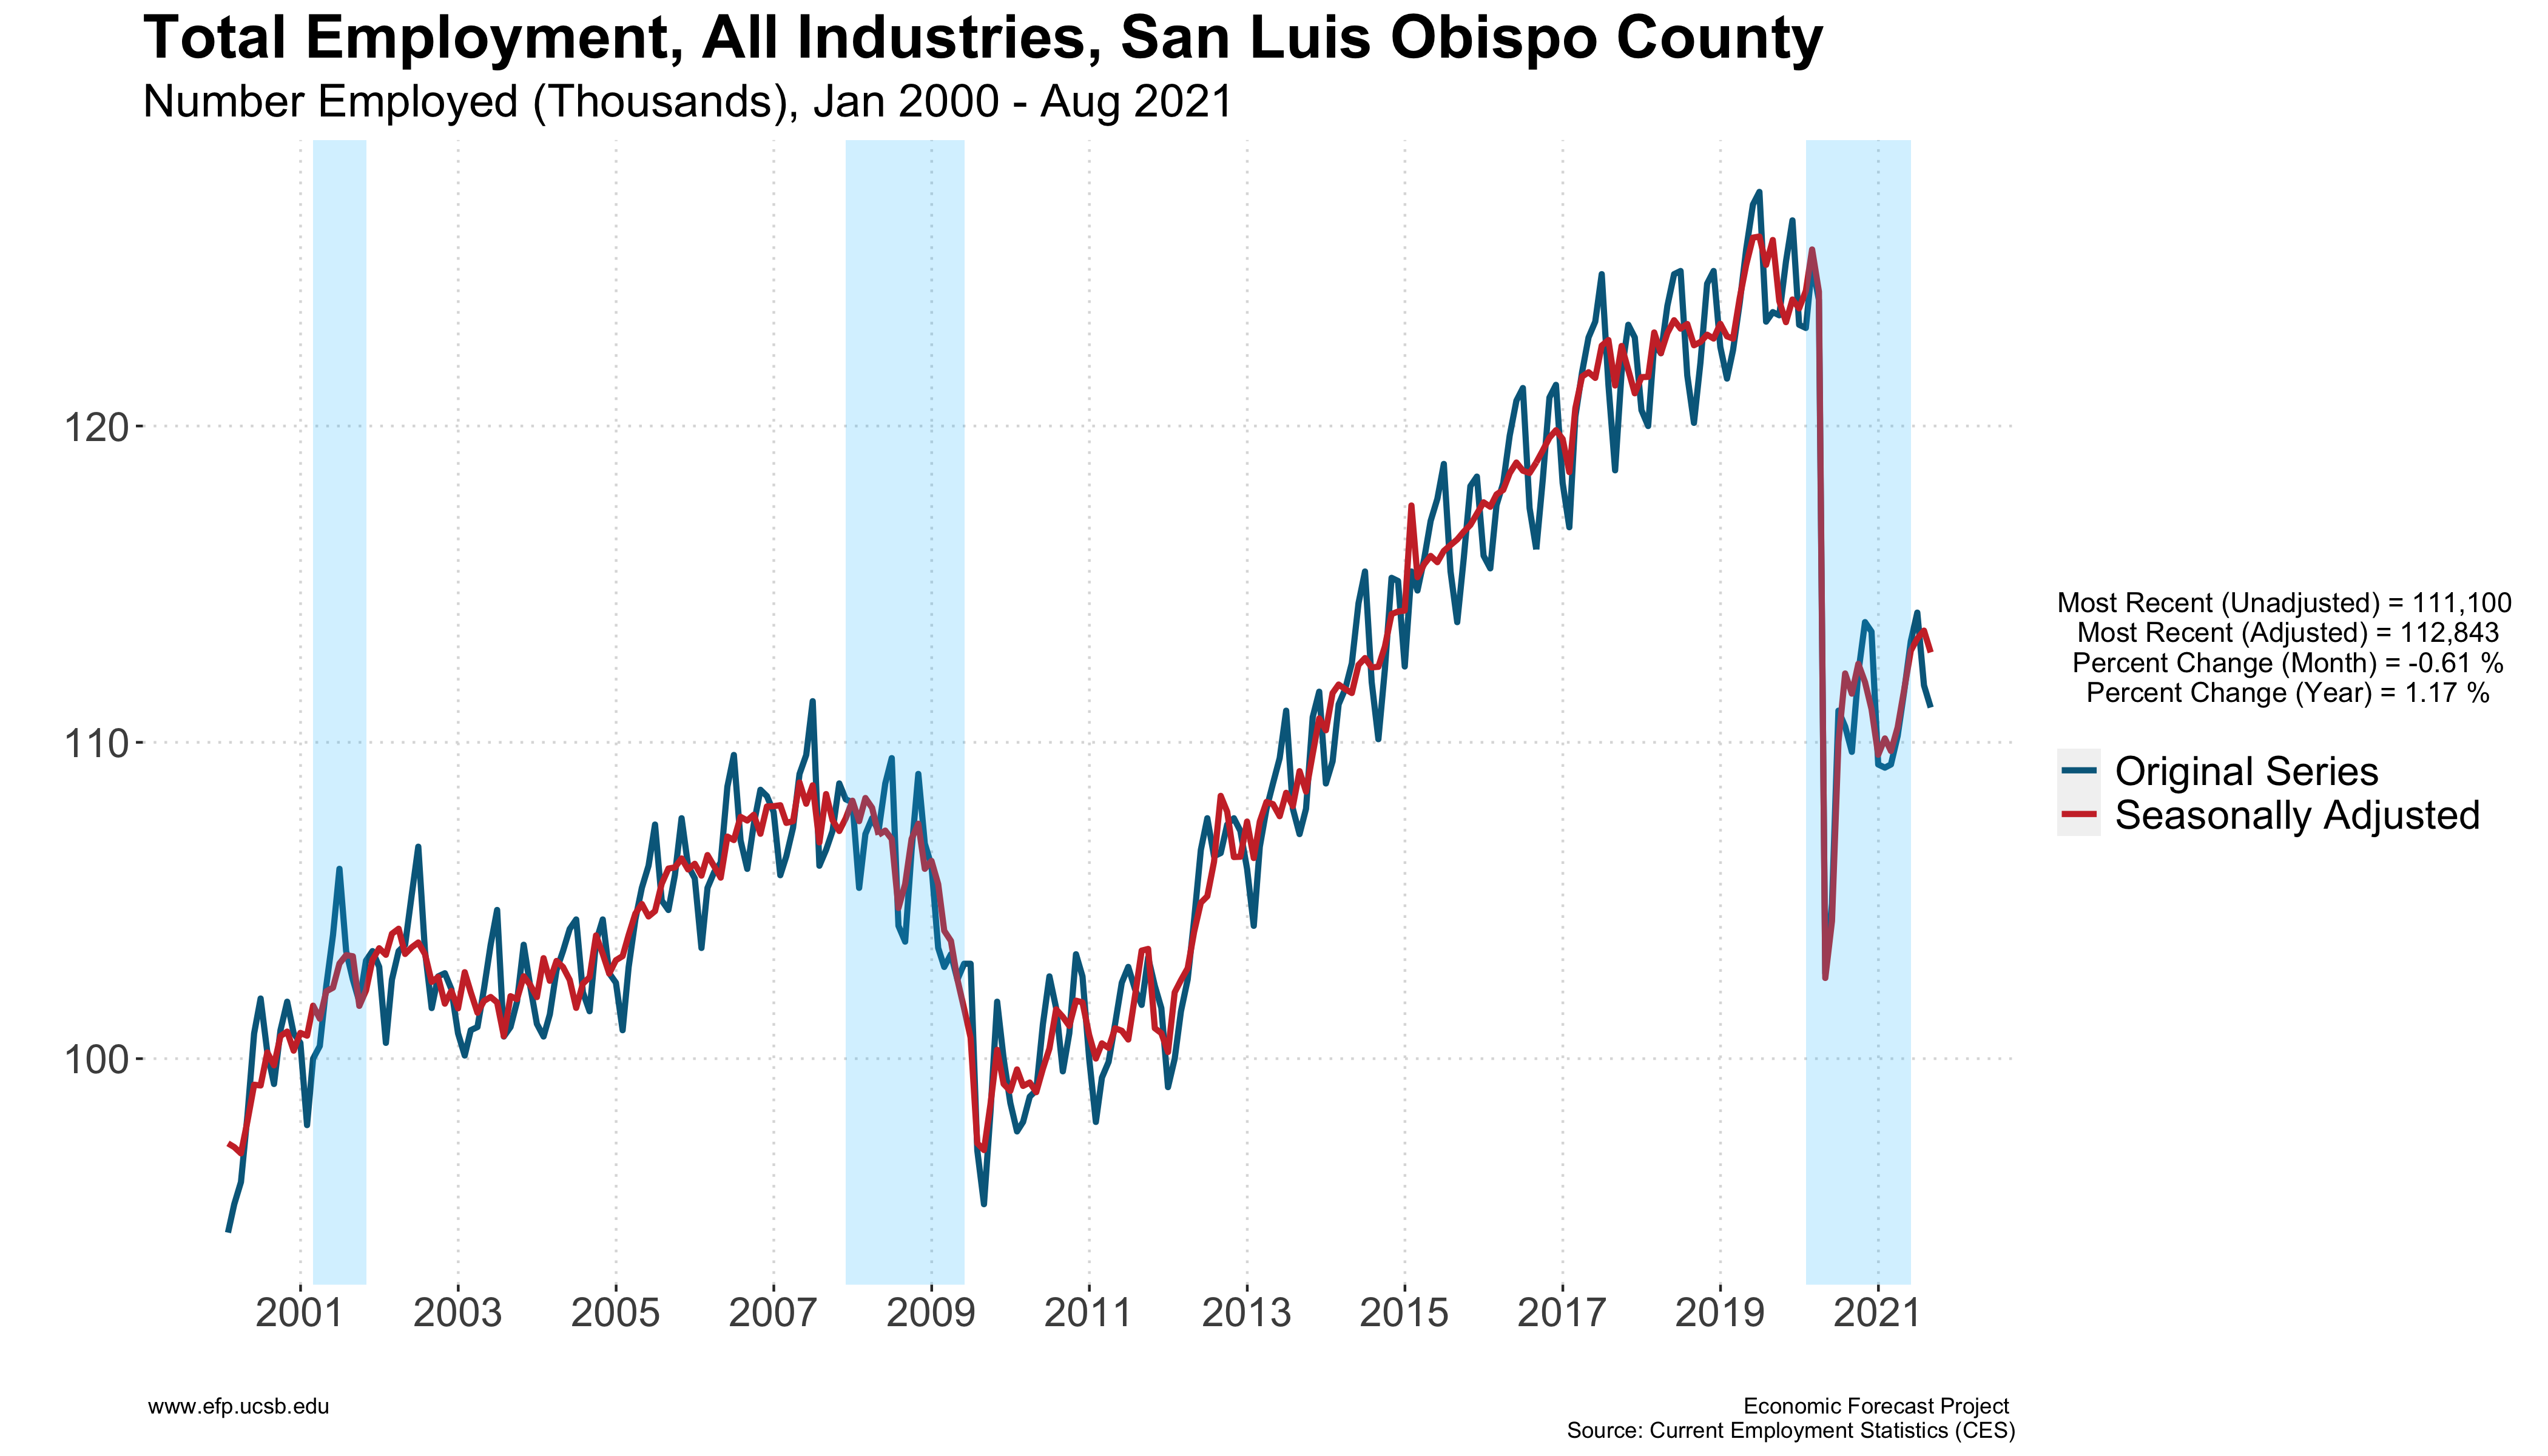 Total Employment, All Industries, San Luis Obispo County
Number Employed (Thousands), Jan 2000 - Aug 2021
120
110
100
2001 2003 2005 2007 2009 2011 2013 2015 2017 2019 2021
Most Recent (Unadjusted) = 111,100
Most Recent (Adjusted) = 112,843
Percent Change (Month) = -0.61 %
Percent Change (Year) = 1.17 %
Original Series
Seasonally Adjusted
www.efp.ucsb.edu
Economic Forecast Project
Source: Current Employment Statistics (CES)